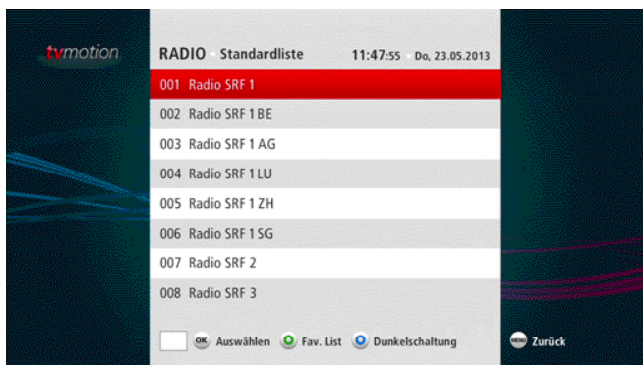 tvmotion
RADIO Standardliste 11:47:55 Do, 23.05.2013
001 Radio SRF 1
002 Radio SRF 1 BE
003 Radio SRF 1 AG
004 Radio SRF 1 LU
005 Radio SRF 1 ZH
006 Radio SRF 1 SG
007 Radio SRF 2
008 Radio SRF 3
OK Auswählen Fav. List Dunkelschaltung MENU Zurück